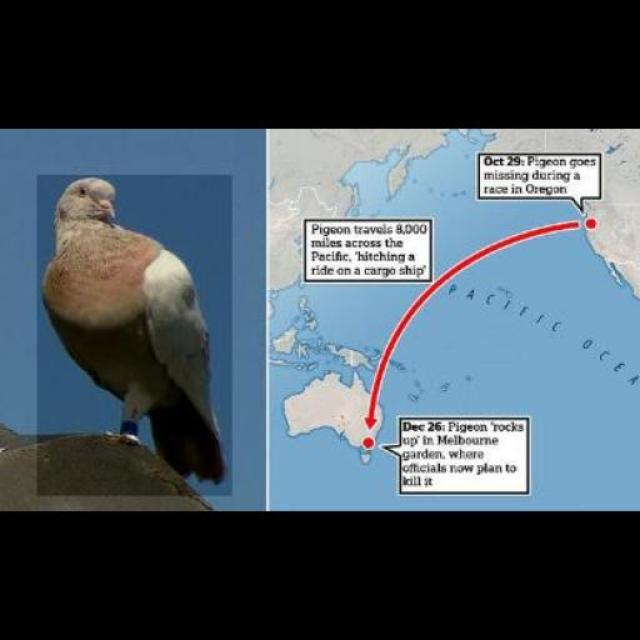 Oct 29: Pigeon goes
missing during a
race in Oregon
Pigeon travels 8,000
miles across the
Pacific, 'hitching a
ride on a cargo ship'
PACIFIC OCEA
Dec 26: Pigeon 'rocks
up' in Melbourne
garden, where
officials now plan to
kill it